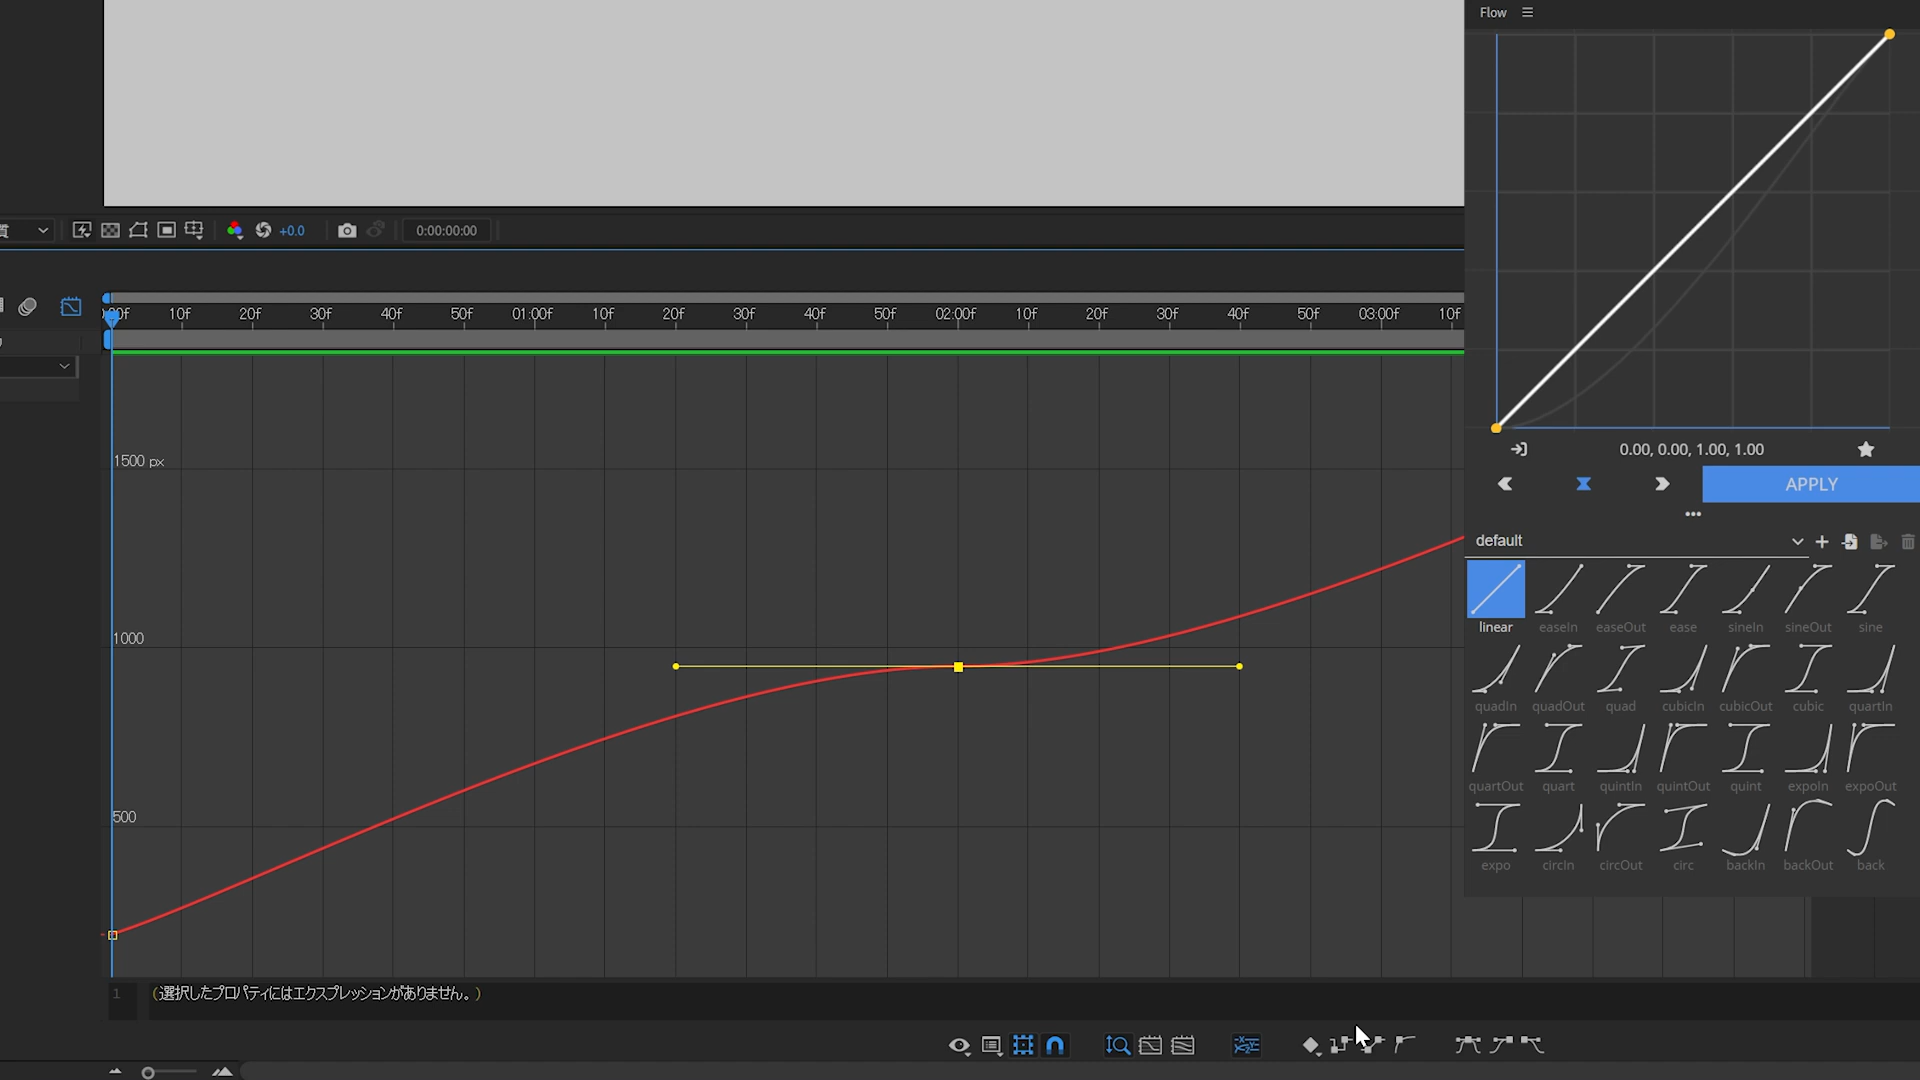 Flow
質
+0.0
0:00:00:00
10f 20f 30f 40f 50f 01:00f 10f 20f 30f 40f 50f 02:00f 10f 20f 30f 40f 50f 03:00f 10f
0.00, 0.00, 1.00, 1.00
APPLY
1500 px
default
linear easeIn easeOut ease sineIn sineOut sine
1000
quadIn quadOut quad cubicIn cubicOut cubic quartIn
quartOut quart quintIn quintOut quint expoIn expoOut
500
expo circIn circOut circ backIn backOut back
1 (選択したプロパティにはエクスプレッションがありません。)